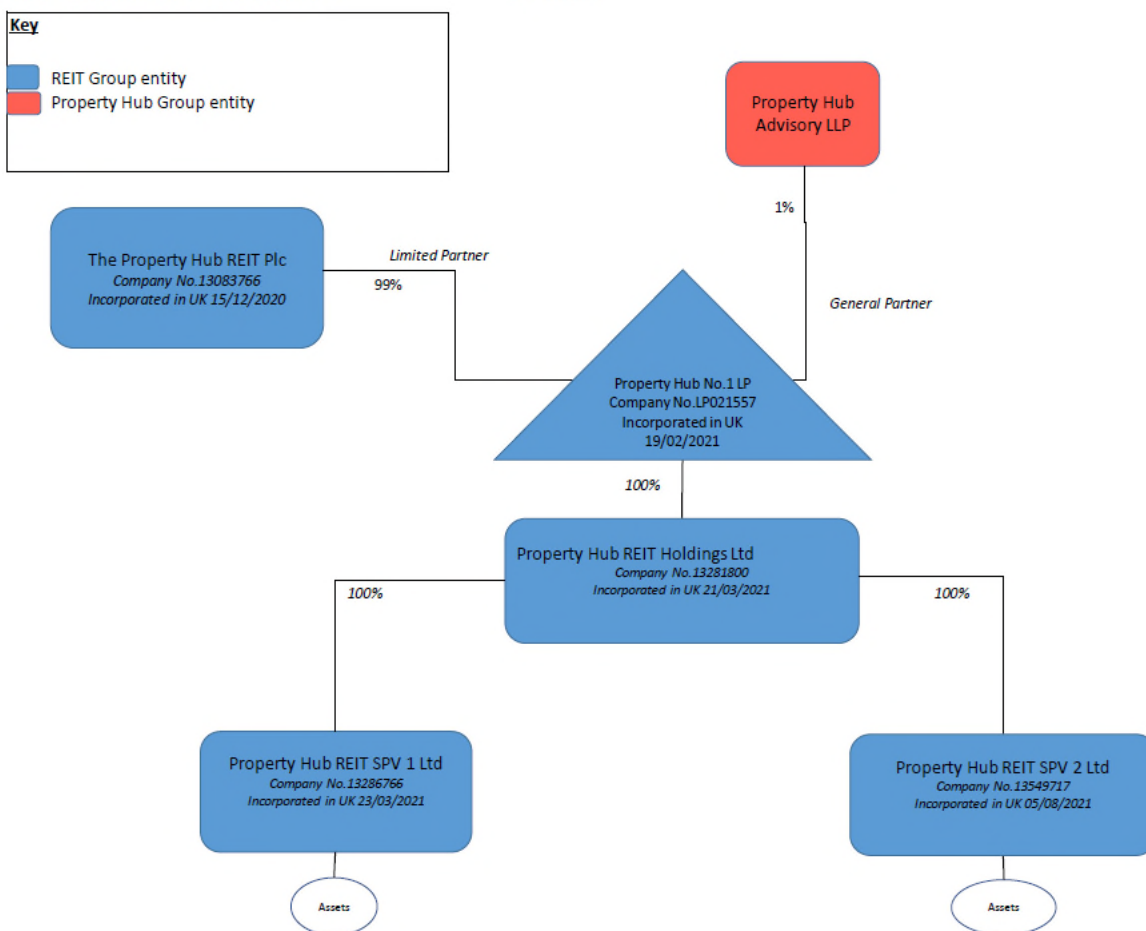 Key
REIT Group entity
Property Hub Group entity
Property Hub
Advisory LLP
1%
The Property Hub REIT Plc
Company No.13083766
Incorporated in UK 15/12/2020
Limited Partner
99%
General Partner
Property Hub No.1 LP
Company No.LP021557
Incorporated in UK
19/02/2021
100%
Property Hub REIT Holdings Ltd
Company No.13281800
Incorporated in UK 21/03/2021
100%
100%
Property Hub REIT SPV 1 Ltd
Company No.13286766
Incorporated in UK 23/03/2021
Property Hub REIT SPV 2 Ltd
Company No.13549717
Incorporated in UK 05/08/2021
Assets
Assets